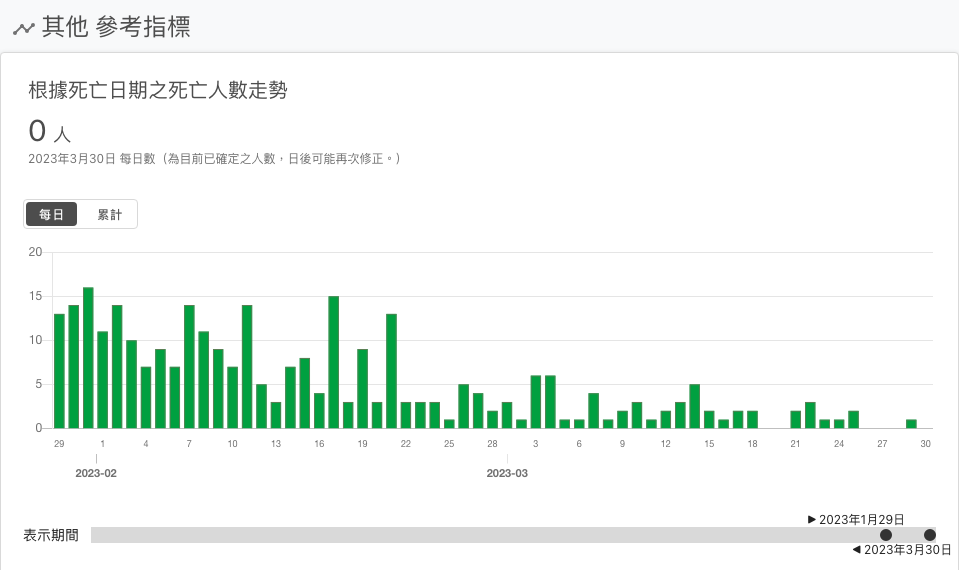 其他 參考指標
根據死亡日期之死亡人數走勢
0 人
2023年3月30日 每日數（為目前已確定之人數，日後可能再次修正。）
每日 累計
20
15
10
5
0
29 1 4 7 10 13 16 19 22 25 28 3 6 9 12 15 18 21 24 27 30
2023-02 2023-03
▶ 2023年1月29日
表示期間
◀ 2023年3月30日